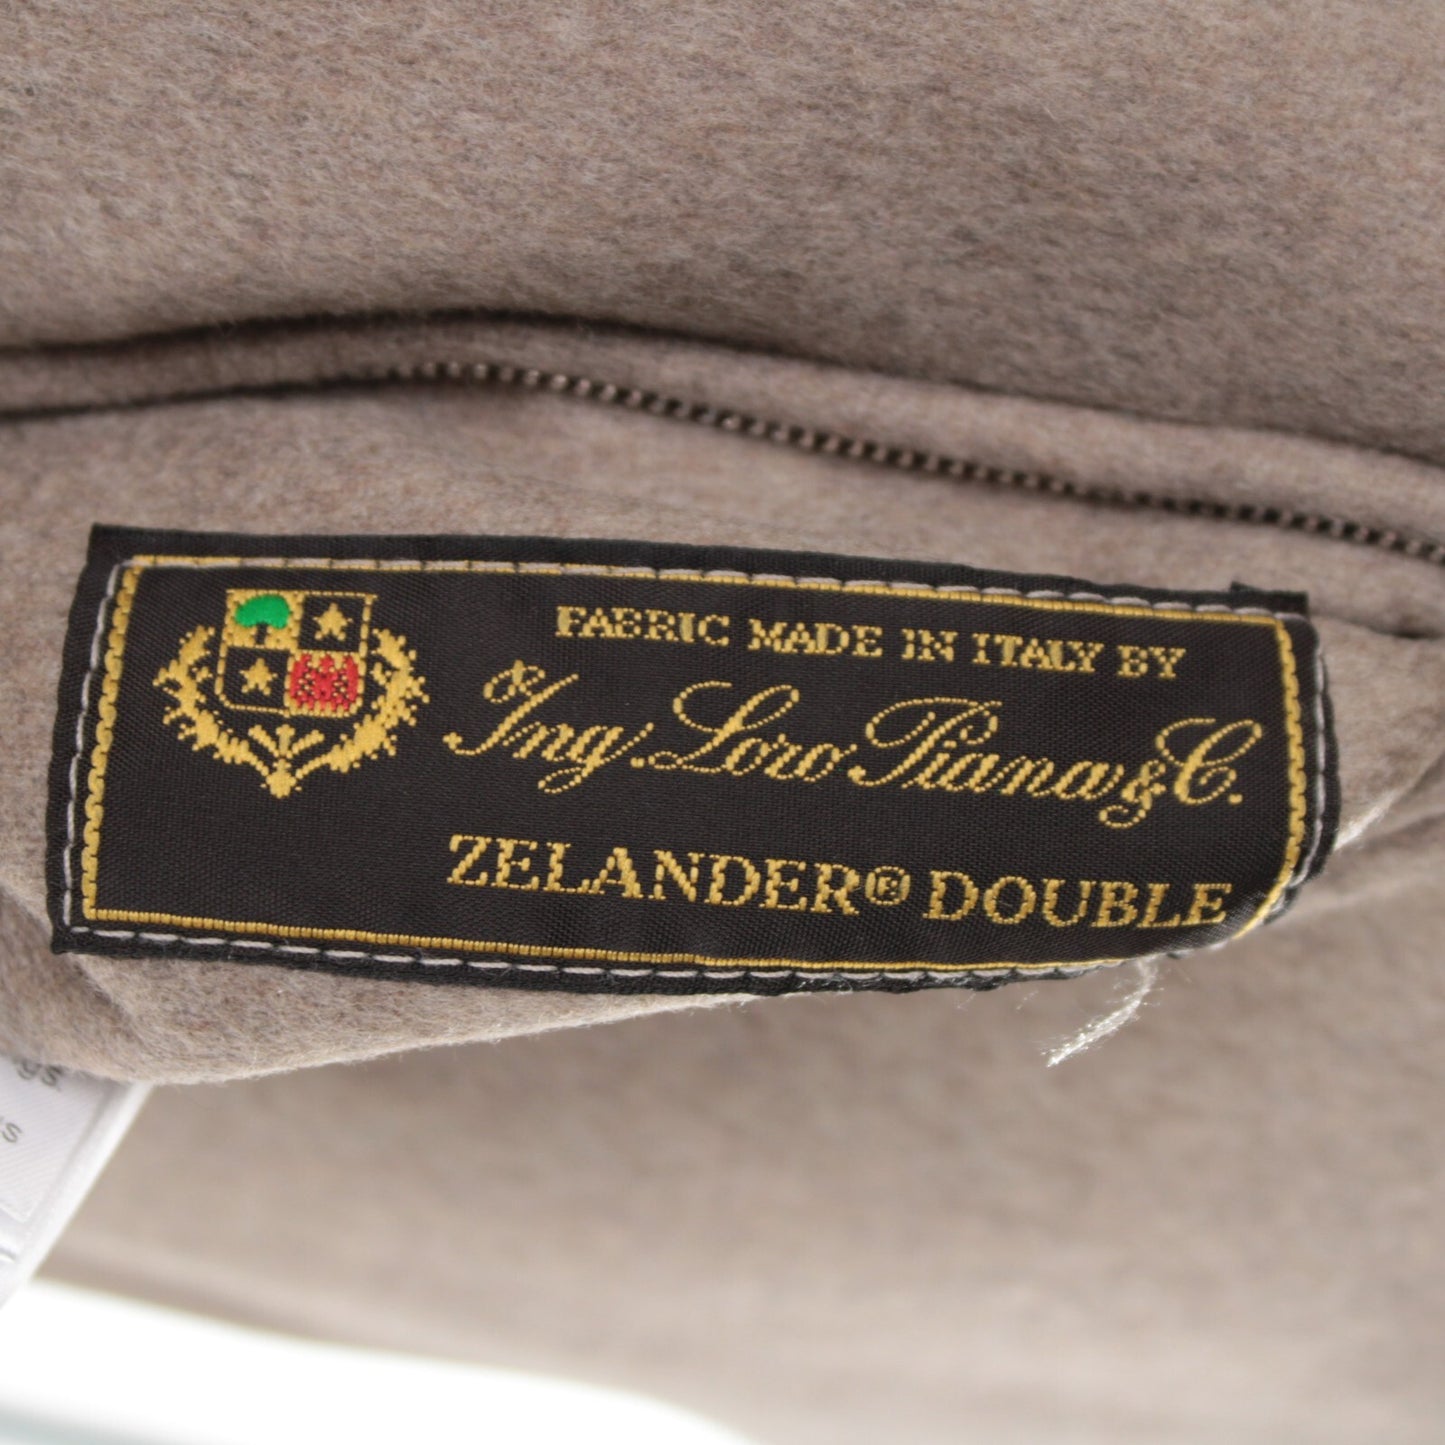 FABRIC MADE IN ITALY BY
Ing. Loro Piana & C.
ZELANDER® DOUBLE